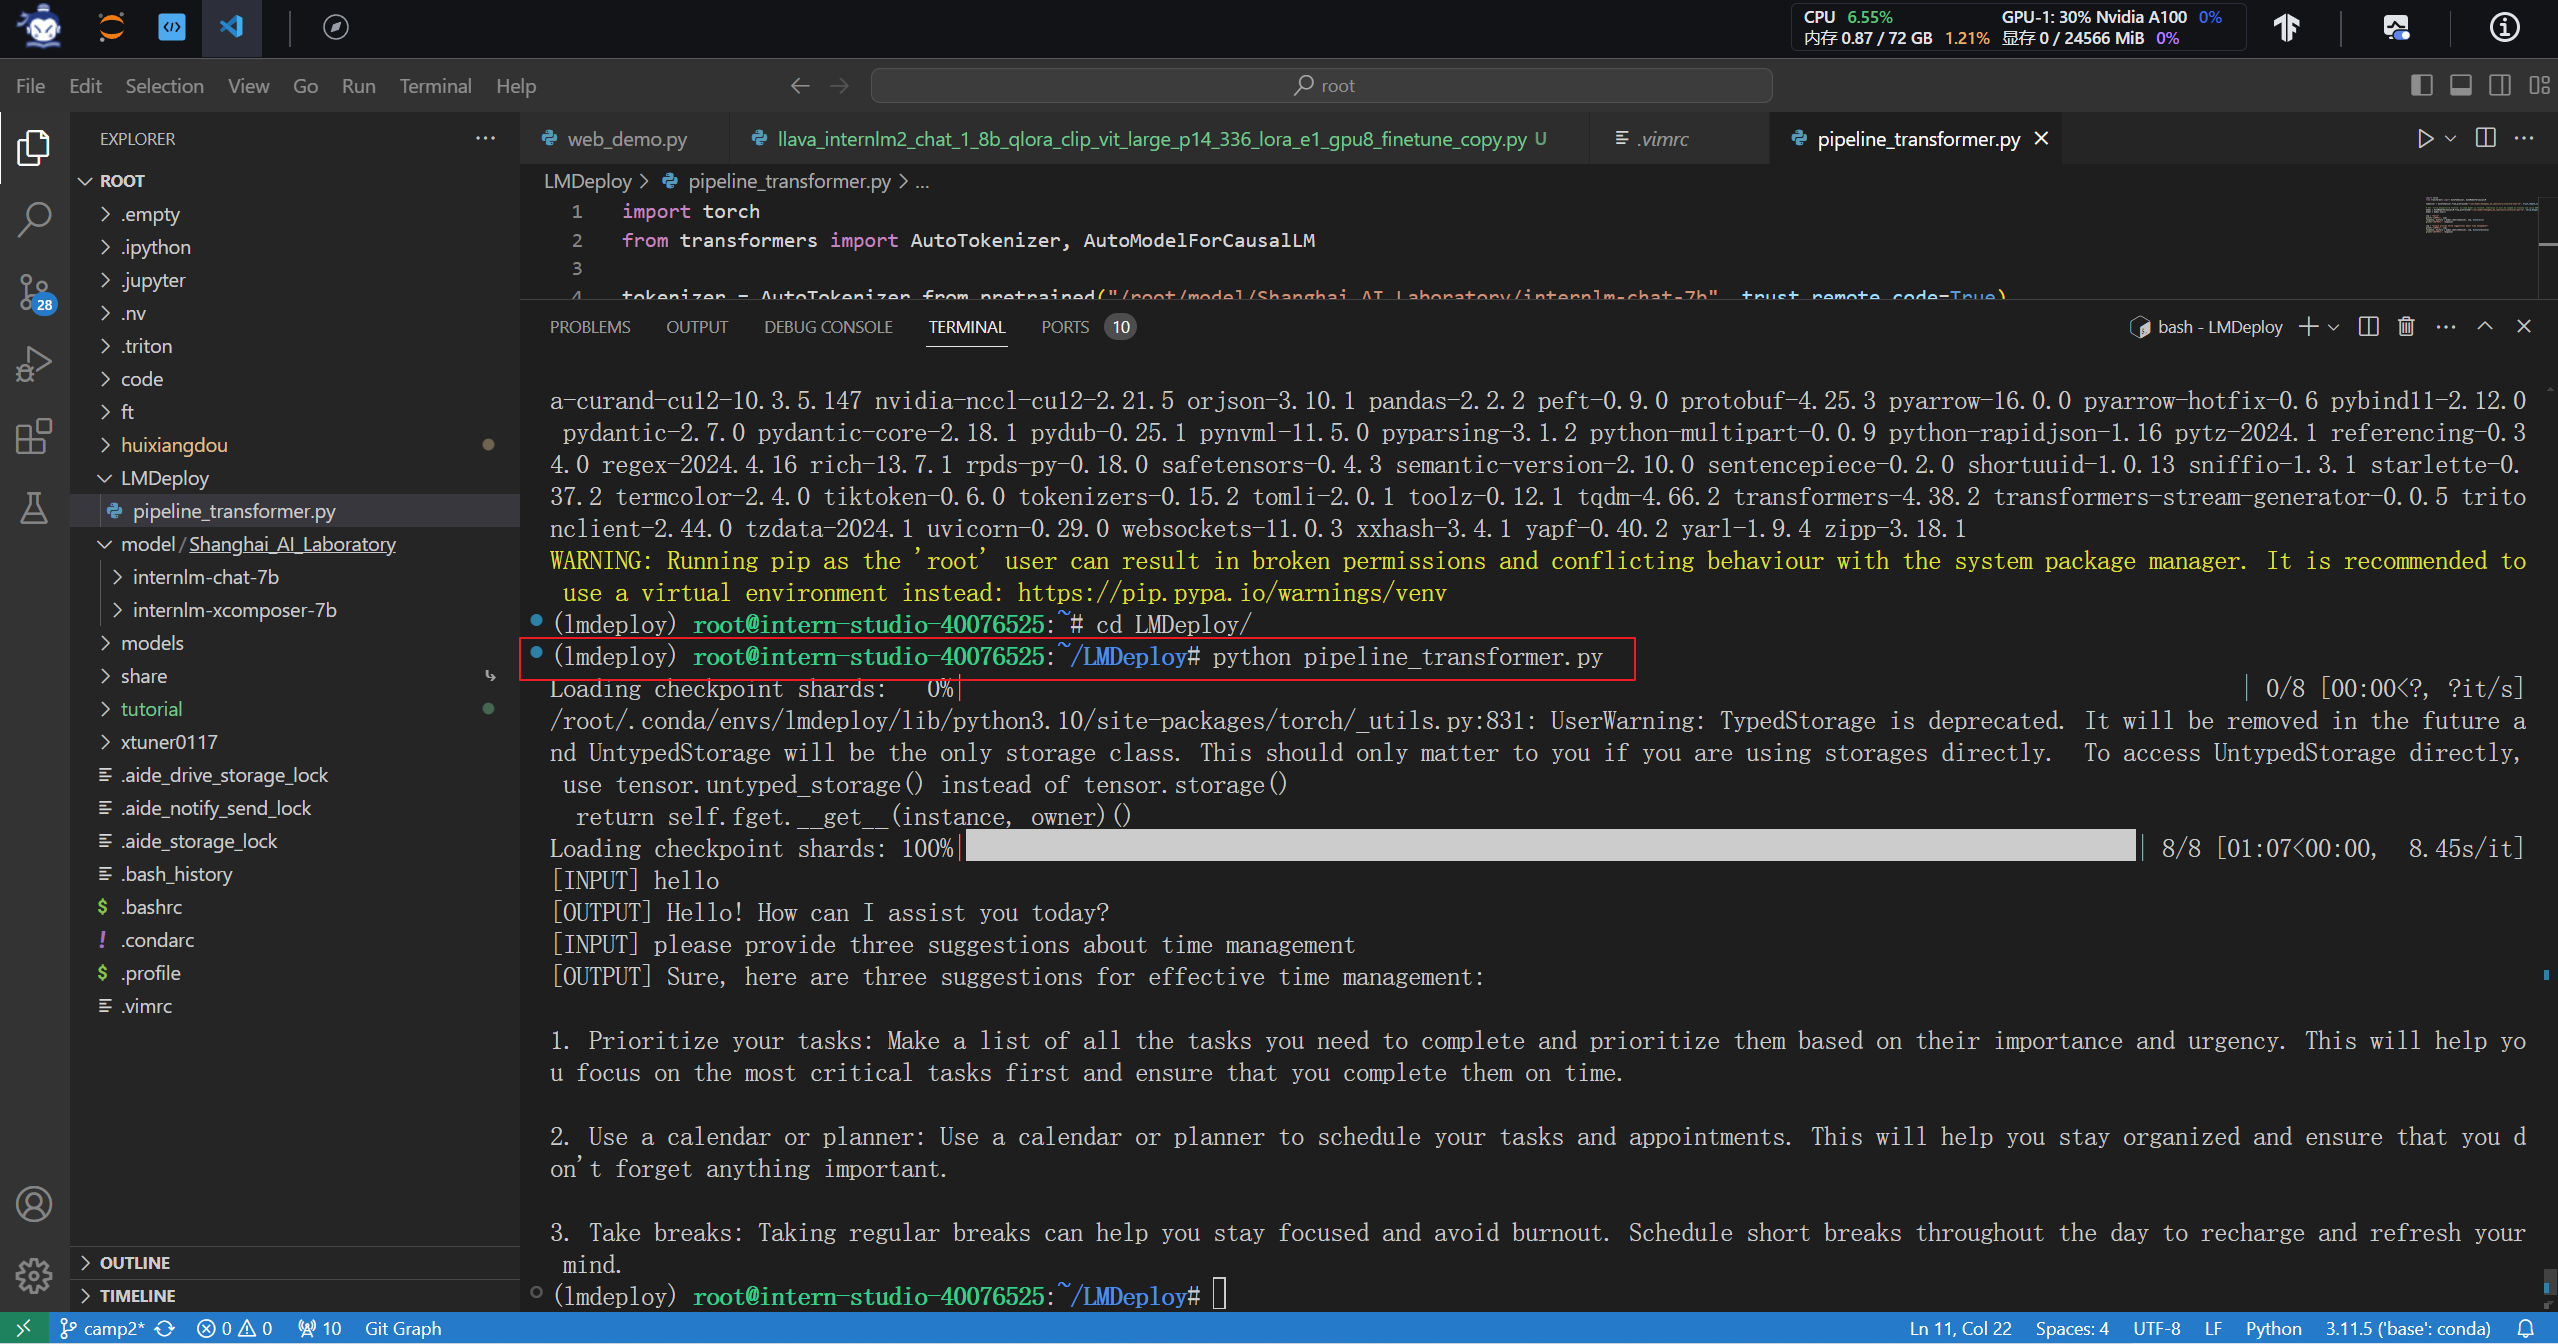 CPU 6.55%
GPU-1: 30% Nvidia A100 0%
内存 0.87 / 72 GB 1.21%
显存 0 / 24566 MiB 0%
File Edit Selection View Go Run Terminal Help
root
EXPLORER
ROOT
.empty
.ipython
.jupyter
.nv
.triton
code
ft
huixiangdou
LMDeploy
pipeline_transformer.py
model / Shanghai_AI_Laboratory
internlm-chat-7b
internlm-xcomposer-7b
models
share
tutorial
xtuner0117
.aide_drive_storage_lock
.aide_notify_send_lock
.aide_storage_lock
.bash_history
$ .bashrc
! .condarc
$ .profile
.vimrc
OUTLINE
TIMELINE
28
web_demo.py
llava_internlm2_chat_1_8b_qlora_clip_vit_large_p14_336_lora_e1_gpu8_finetune_copy.py U
.vimrc
pipeline_transformer.py
LMDeploy > pipeline_transformer.py > ...
1 import torch
2 from transformers import AutoTokenizer, AutoModelForCausalLM
3
4 tokenizer = AutoTokenizer.from_pretrained("/root/model/Shanghai_AI_Laboratory/internlm-chat-7b", trust_remote_code=True)
PROBLEMS OUTPUT DEBUG CONSOLE TERMINAL PORTS 10
bash - LMDeploy
a-curand-cu12-10.3.5.147 nvidia-nccl-cu12-2.21.5 orjson-3.10.1 pandas-2.2.2 peft-0.9.0 protobuf-4.25.3 pyarrow-16.0.0 pyarrow-hotfix-0.6 pybind11-2.12.0
pydantic-2.7.0 pydantic-core-2.18.1 pydub-0.25.1 pynvml-11.5.0 pyparsing-3.1.2 python-multipart-0.0.9 python-rapidjson-1.16 pytz-2024.1 referencing-0.3
4.0 regex-2024.4.16 rich-13.7.1 rpds-py-0.18.0 safetensors-0.4.3 semantic-version-2.10.0 sentencepiece-0.2.0 shortuuid-1.0.13 sniffio-1.3.1 starlette-0.
37.2 termcolor-2.4.0 tiktoken-0.6.0 tokenizers-0.15.2 tomli-2.0.1 toolz-0.12.1 tqdm-4.66.2 transformers-4.38.2 transformers-stream-generator-0.0.5 trito
nclient-2.44.0 tzdata-2024.1 uvicorn-0.29.0 websockets-11.0.3 xxhash-3.4.1 yapf-0.40.2 yarl-1.9.4 zipp-3.18.1
WARNING: Running pip as the 'root' user can result in broken permissions and conflicting behaviour with the system package manager. It is recommended to
use a virtual environment instead: https://pip.pypa.io/warnings/venv
(lmdeploy) root@intern-studio-40076525:~# cd LMDeploy/
(lmdeploy) root@intern-studio-40076525:~/LMDeploy# python pipeline_transformer.py
Loading checkpoint shards: 0%| | 0/8 [00:00<?, ?it/s]
/root/.conda/envs/lmdeploy/lib/python3.10/site-packages/torch/_utils.py:831: UserWarning: TypedStorage is deprecated. It will be removed in the future a
nd UntypedStorage will be the only storage class. This should only matter to you if you are using storages directly. To access UntypedStorage directly,
use tensor.untyped_storage() instead of tensor.storage()
return self.fget.__get__(instance, owner)()
Loading checkpoint shards: 100%| | 8/8 [01:07<00:00, 8.45s/it]
[INPUT] hello
[OUTPUT] Hello! How can I assist you today?
[INPUT] please provide three suggestions about time management
[OUTPUT] Sure, here are three suggestions for effective time management:
1. Prioritize your tasks: Make a list of all the tasks you need to complete and prioritize them based on their importance and urgency. This will help yo
u focus on the most critical tasks first and ensure that you complete them on time.
2. Use a calendar or planner: Use a calendar or planner to schedule your tasks and appointments. This will help you stay organized and ensure that you d
on't forget anything important.
3. Take breaks: Taking regular breaks can help you stay focused and avoid burnout. Schedule short breaks throughout the day to recharge and refresh your
mind.
(lmdeploy) root@intern-studio-40076525:~/LMDeploy#
camp2* 0 0 10 Git Graph
Ln 11, Col 22 Spaces: 4 UTF-8 LF Python 3.11.5 ('base': conda)